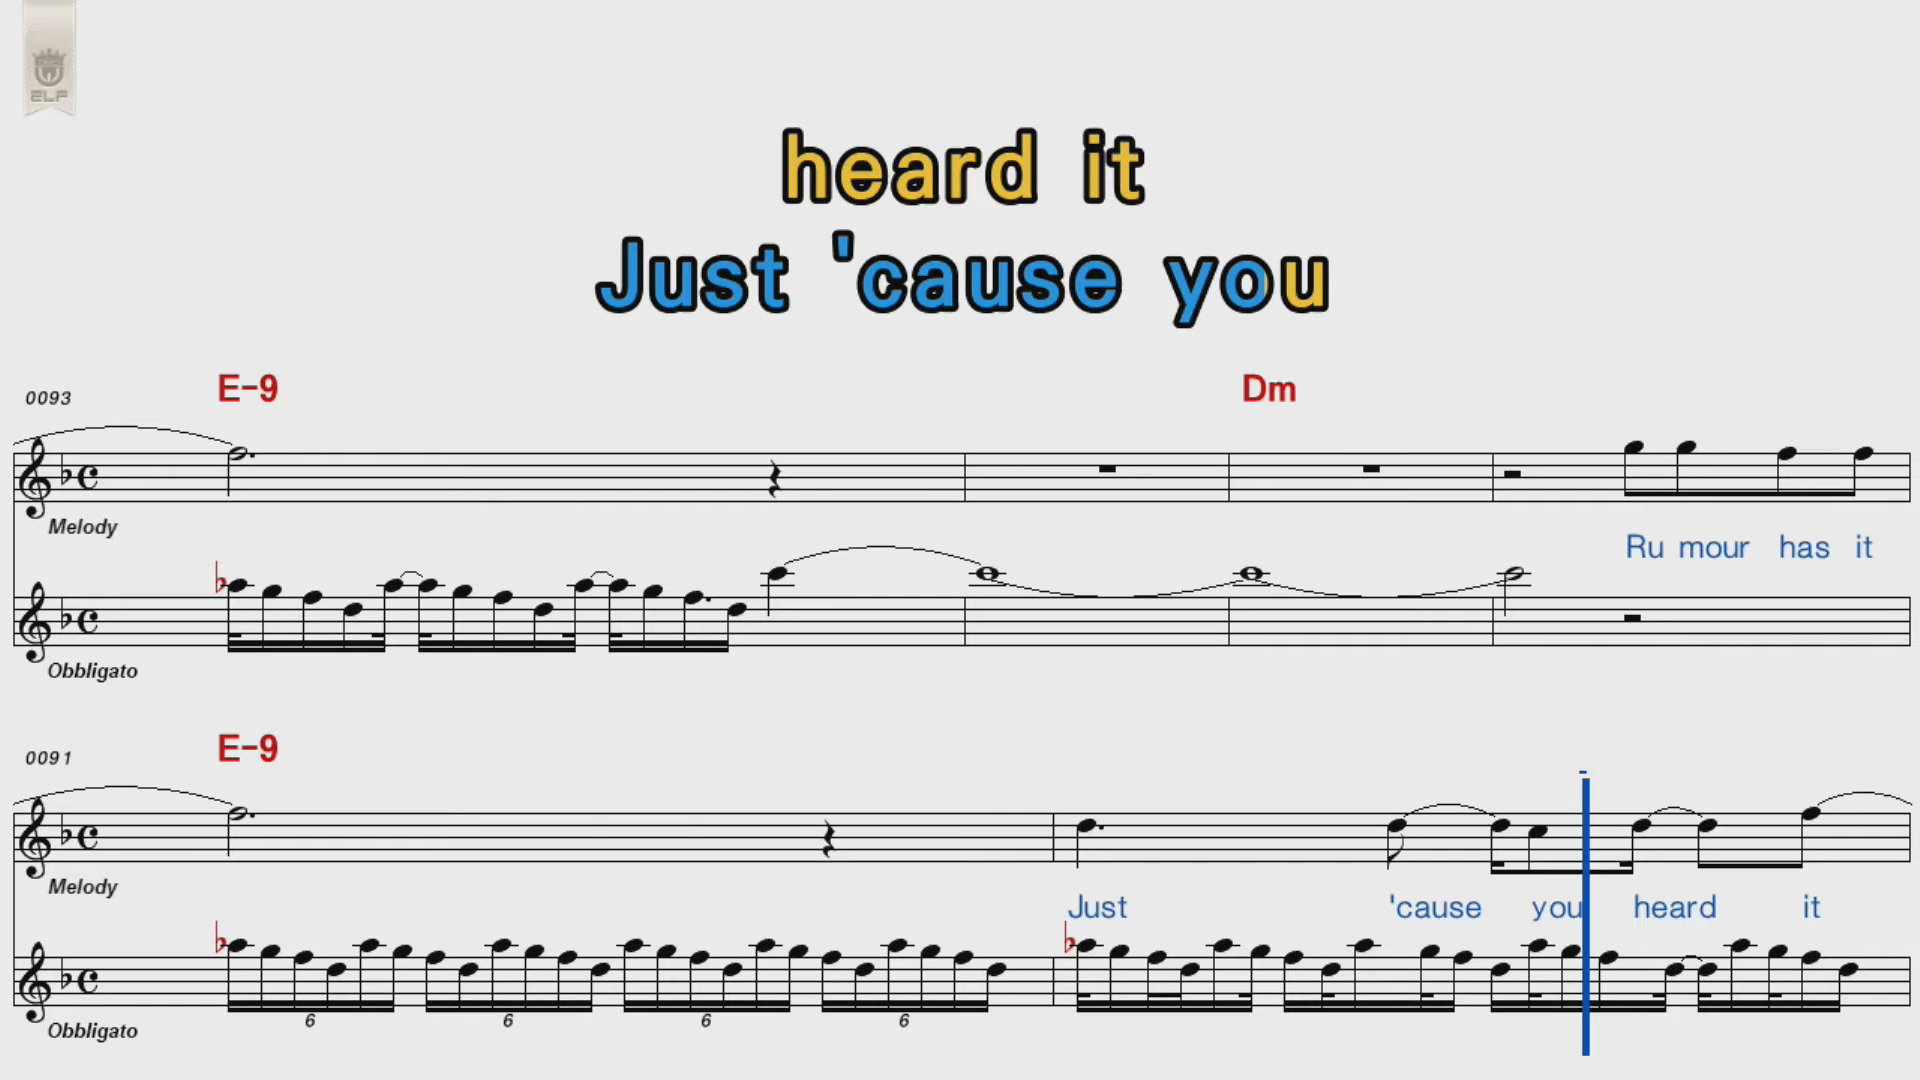 ELF
heard it
Just 'cause you
0093 E-9 Dm
Melody
Ru mour has it
Obbligato
0091 E-9
Melody
Just 'cause you heard it
6 6 6 6
Obbligato